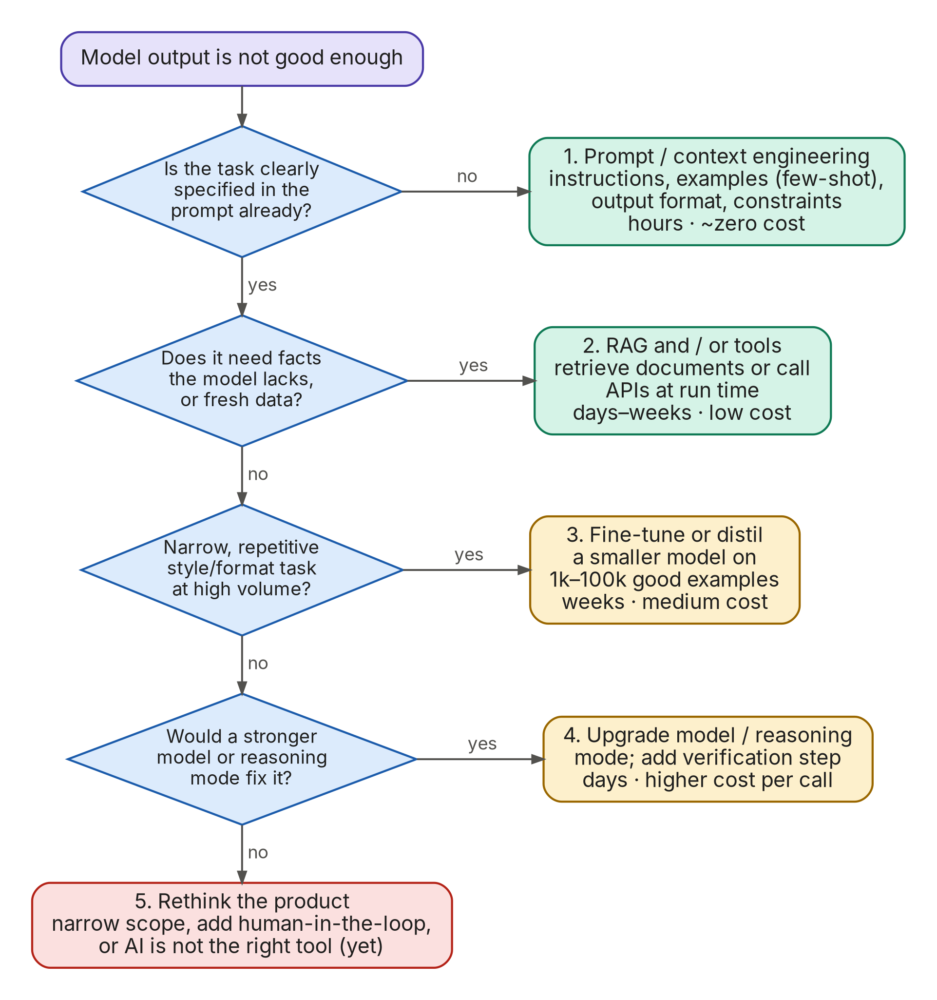 Model output is not good enough
Is the task clearly
specified in the
prompt already?
no
1. Prompt / context engineering
instructions, examples (few-shot),
output format, constraints
hours · ~zero cost
yes
Does it need facts
the model lacks,
or fresh data?
yes
2. RAG and / or tools
retrieve documents or call
APIs at run time
days–weeks · low cost
no
Narrow, repetitive
style/format task
at high volume?
yes
3. Fine-tune or distil
a smaller model on
1k–100k good examples
weeks · medium cost
no
Would a stronger
model or reasoning
mode fix it?
yes
4. Upgrade model / reasoning
mode; add verification step
days · higher cost per call
no
5. Rethink the product
narrow scope, add human-in-the-loop,
or AI is not the right tool (yet)